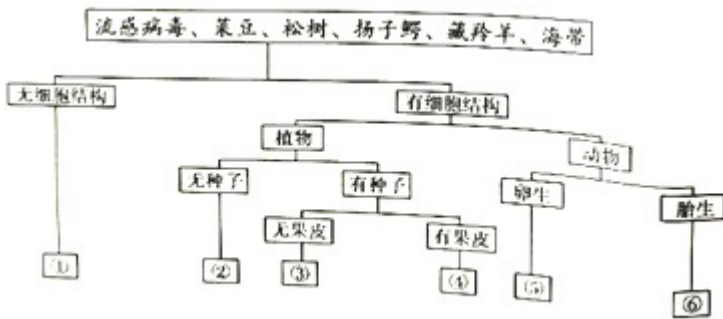 流感病毒、菜豆、松树、扬子鳄、藏羚羊、海带
无细胞结构
有细胞结构
植物
动物
无种子
有种子
卵生
胎生
无果皮
有果皮
(1)
(2)
(3)
(4)
(5)
⑥